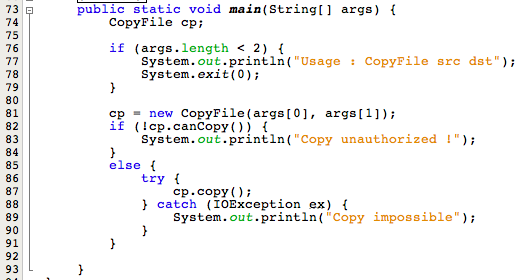 73 public static void main(String[] args) {
74 CopyFile cp;
75
76 if (args.length < 2) {
77 System.out.println("Usage : CopyFile src dst");
78 System.exit(0);
79 }
80
81 cp = new CopyFile(args[0], args[1]);
82 if (!cp.canCopy()) {
83 System.out.println("Copy unauthorized !");
84 }
85 else {
86 try {
87 cp.copy();
88 } catch (IOException ex) {
89 System.out.println("Copy impossible");
90 }
91 }
92
93 }